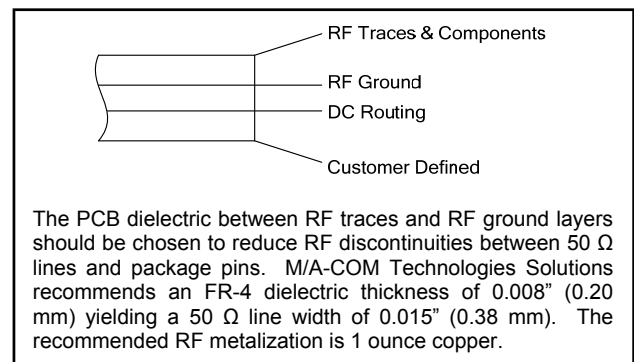 RF Traces & Components
RF Ground
DC Routing
Customer Defined
The PCB dielectric between RF traces and RF ground layers
should be chosen to reduce RF discontinuities between 50 Ω
lines and package pins. M/A-COM Technologies Solutions
recommends an FR-4 dielectric thickness of 0.008” (0.20
mm) yielding a 50 Ω line width of 0.015” (0.38 mm). The
recommended RF metalization is 1 ounce copper.